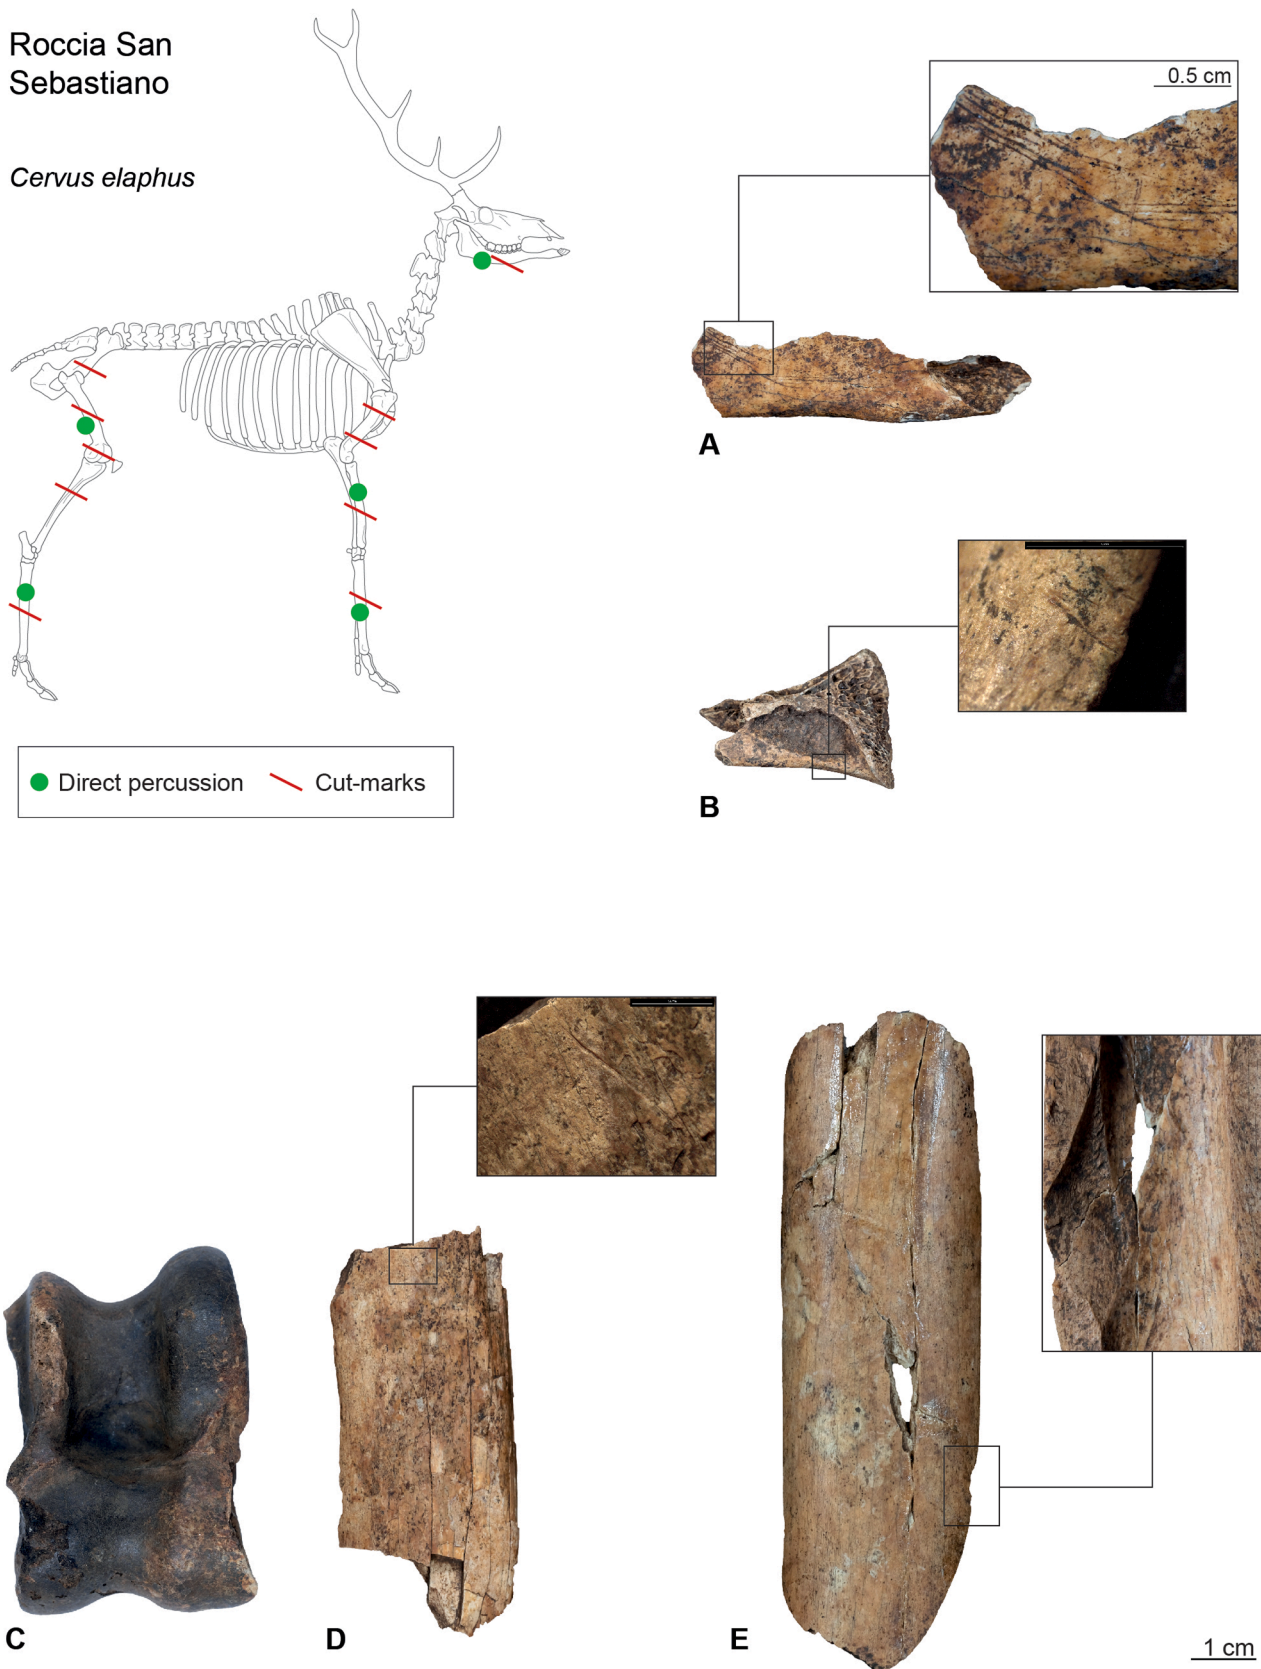 Roccia San
Sebastiano
Cervus elaphus
0.5 cm
A
B
Direct percussion
Cut-marks
C
D
E
1 cm